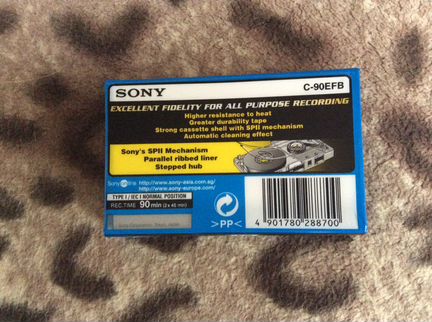 SONY
C-90EFB
EXCELLENT FIDELITY FOR ALL PURPOSE RECORDING
Higher resistance to heat
Greater durability tape
Strong cassette shell with SPII mechanism
Automatic cleaning effect
Sony's SPII Mechanism
Parallel ribbed liner
Stepped hub
http://www.sony-asia.com.sg/
http://www.sony-europe.com/
TYPE I / IEC I NORMAL POSITION
REC.TIME 90 min (2 x 45 min)
>PP<
4 901780 288700